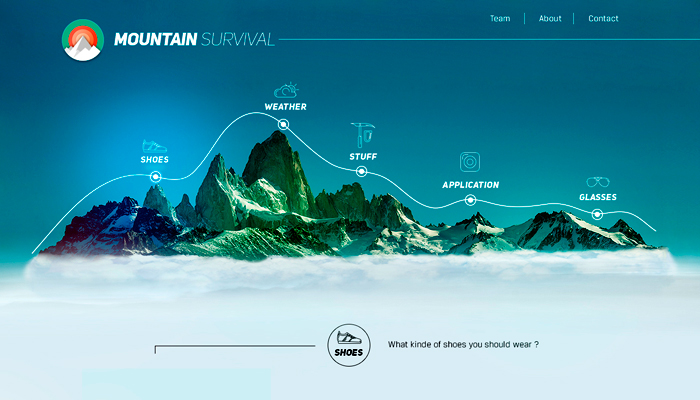 Team
About
Contact
MOUNTAIN SURVIVAL
WEATHER
SHOES
STUFF
APPLICATION
GLASSES
SHOES
What kinde of shoes you should wear ?